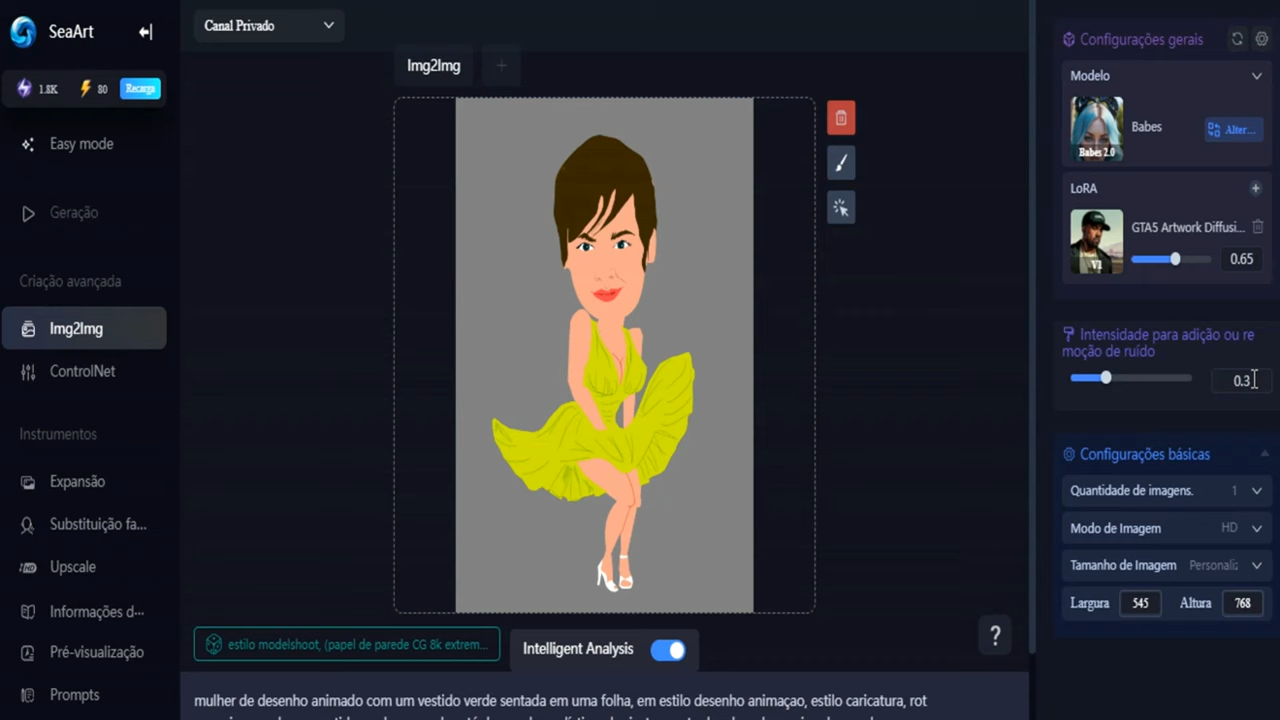 SeaArt
Canal Privado
1.8K
80
Recarga
Img2Img
+
Easy mode
Geração
Criação avançada
Img2Img
ControlNet
Instrumentos
Expansão
Substituição fa...
Upscale
Informações d...
Pré-visualização
Prompts
Configurações gerais
Modelo
Babes 2.0
Babes
Alter...
LoRA
+
VI
GTA5 Artwork Diffusi...
0.65
Intensidade para adição ou re
moção de ruído
0.3
Configurações básicas
Quantidade de imagens. 1
Modo de Imagem HD
Tamanho de Imagem Personali:
Largura 545 Altura 768
estilo modelshoot, (papel de parede CG 8k extrem...
Intelligent Analysis
?
mulher de desenho animado com um vestido verde sentada em uma folha, em estilo desenho animaçao, estilo caricatura, rot